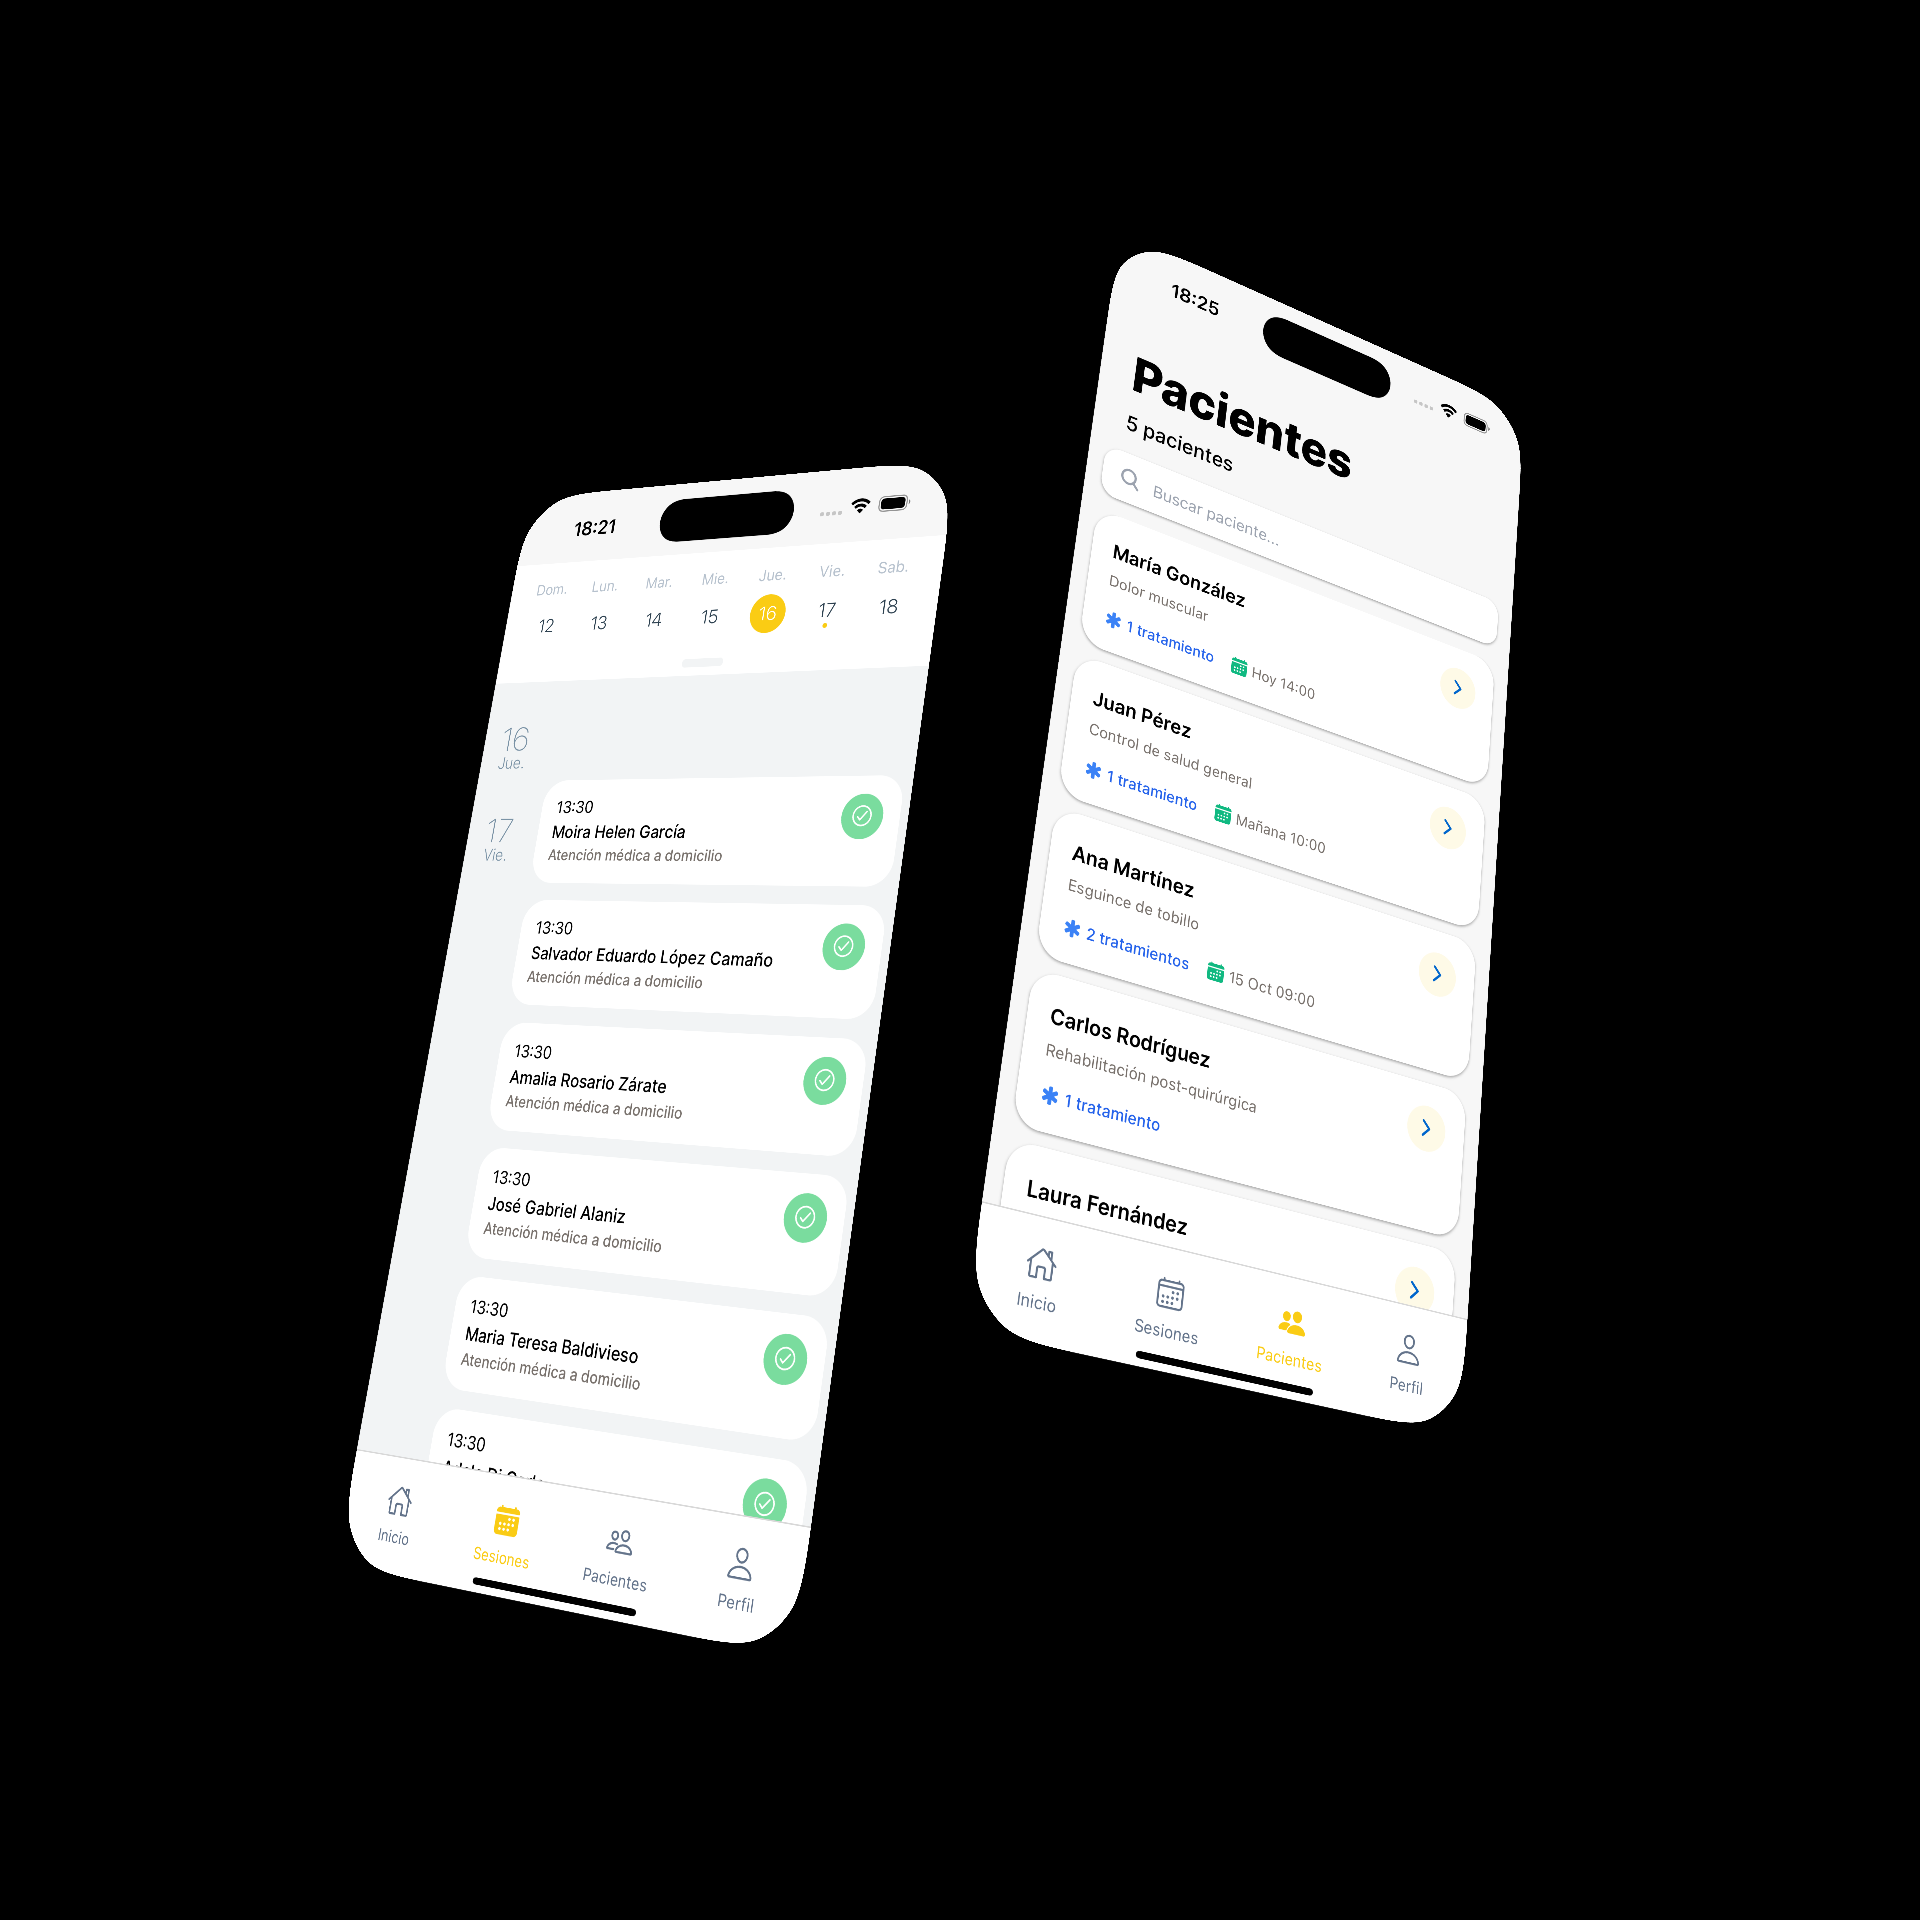 18:21
Dom. Lun. Mar. Mie. Jue. Vie. Sab.
12 13 14 15 16 17 18
16
Jue.
17
Vie.
13:30
Moira Helen García
Atención médica a domicilio
13:30
Salvador Eduardo López Camaño
Atención médica a domicilio
13:30
Amalia Rosario Zárate
Atención médica a domicilio
13:30
José Gabriel Alaniz
Atención médica a domicilio
13:30
Maria Teresa Baldivieso
Atención médica a domicilio
13:30
Inicio Sesiones Pacientes Perfil
18:25
Pacientes
5 pacientes
Buscar paciente...
María González
Dolor muscular
1 tratamiento Hoy 14:00
Juan Pérez
Control de salud general
1 tratamiento Mañana 10:00
Ana Martínez
Esguince de tobillo
2 tratamientos 15 Oct 09:00
Carlos Rodríguez
Rehabilitación post-quirúrgica
1 tratamiento
Laura Fernández
Inicio Sesiones Pacientes Perfil